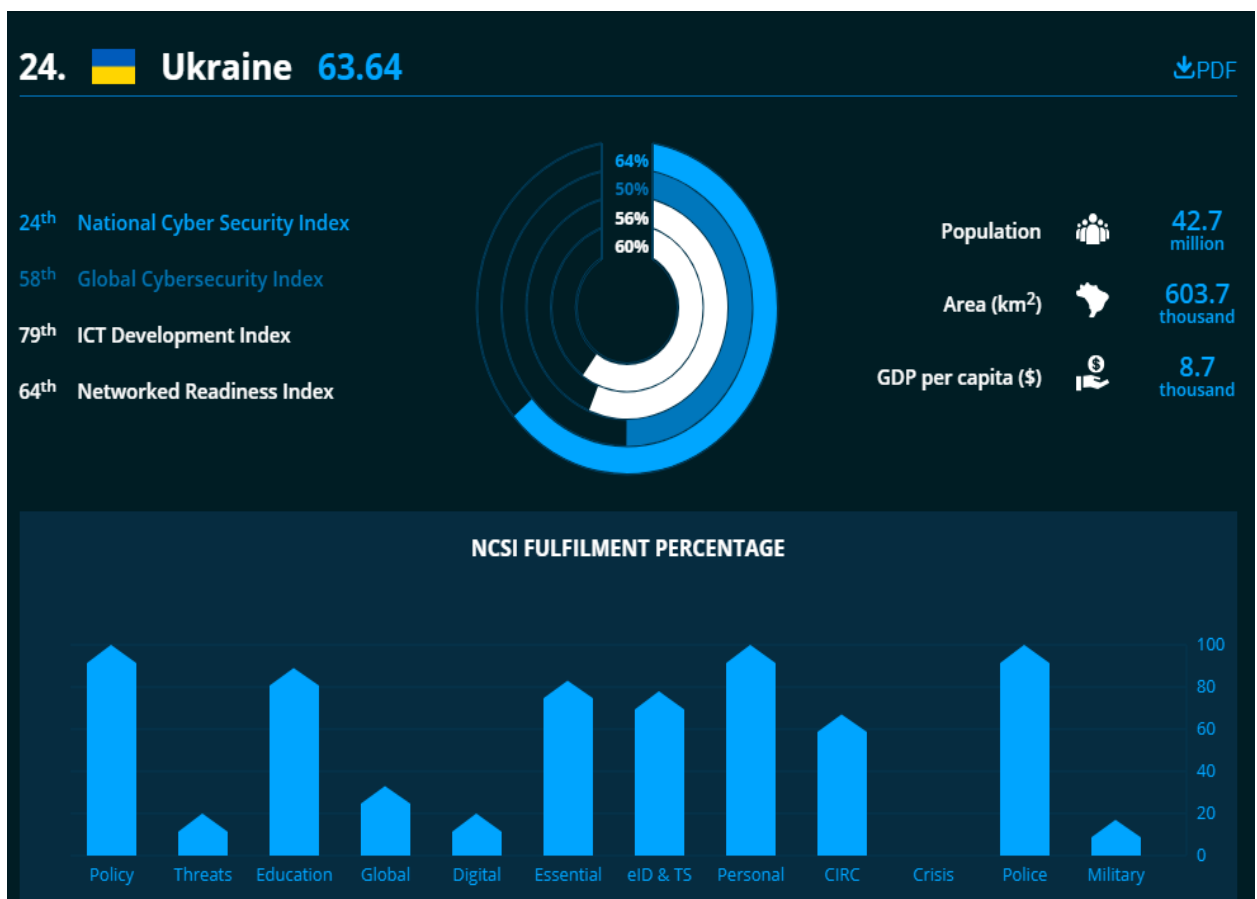 24. Ukraine 63.64
PDF
24th National Cyber Security Index
58th Global Cybersecurity Index
79th ICT Development Index
64th Networked Readiness Index
64%
50%
56%
60%
Population 42.7 million
Area (km²) 603.7 thousand
GDP per capita ($) 8.7 thousand
NCSI FULFILMENT PERCENTAGE
100
80
60
40
20
0
Policy Threats Education Global Digital Essential eID & TS Personal CIRC Crisis Police Military